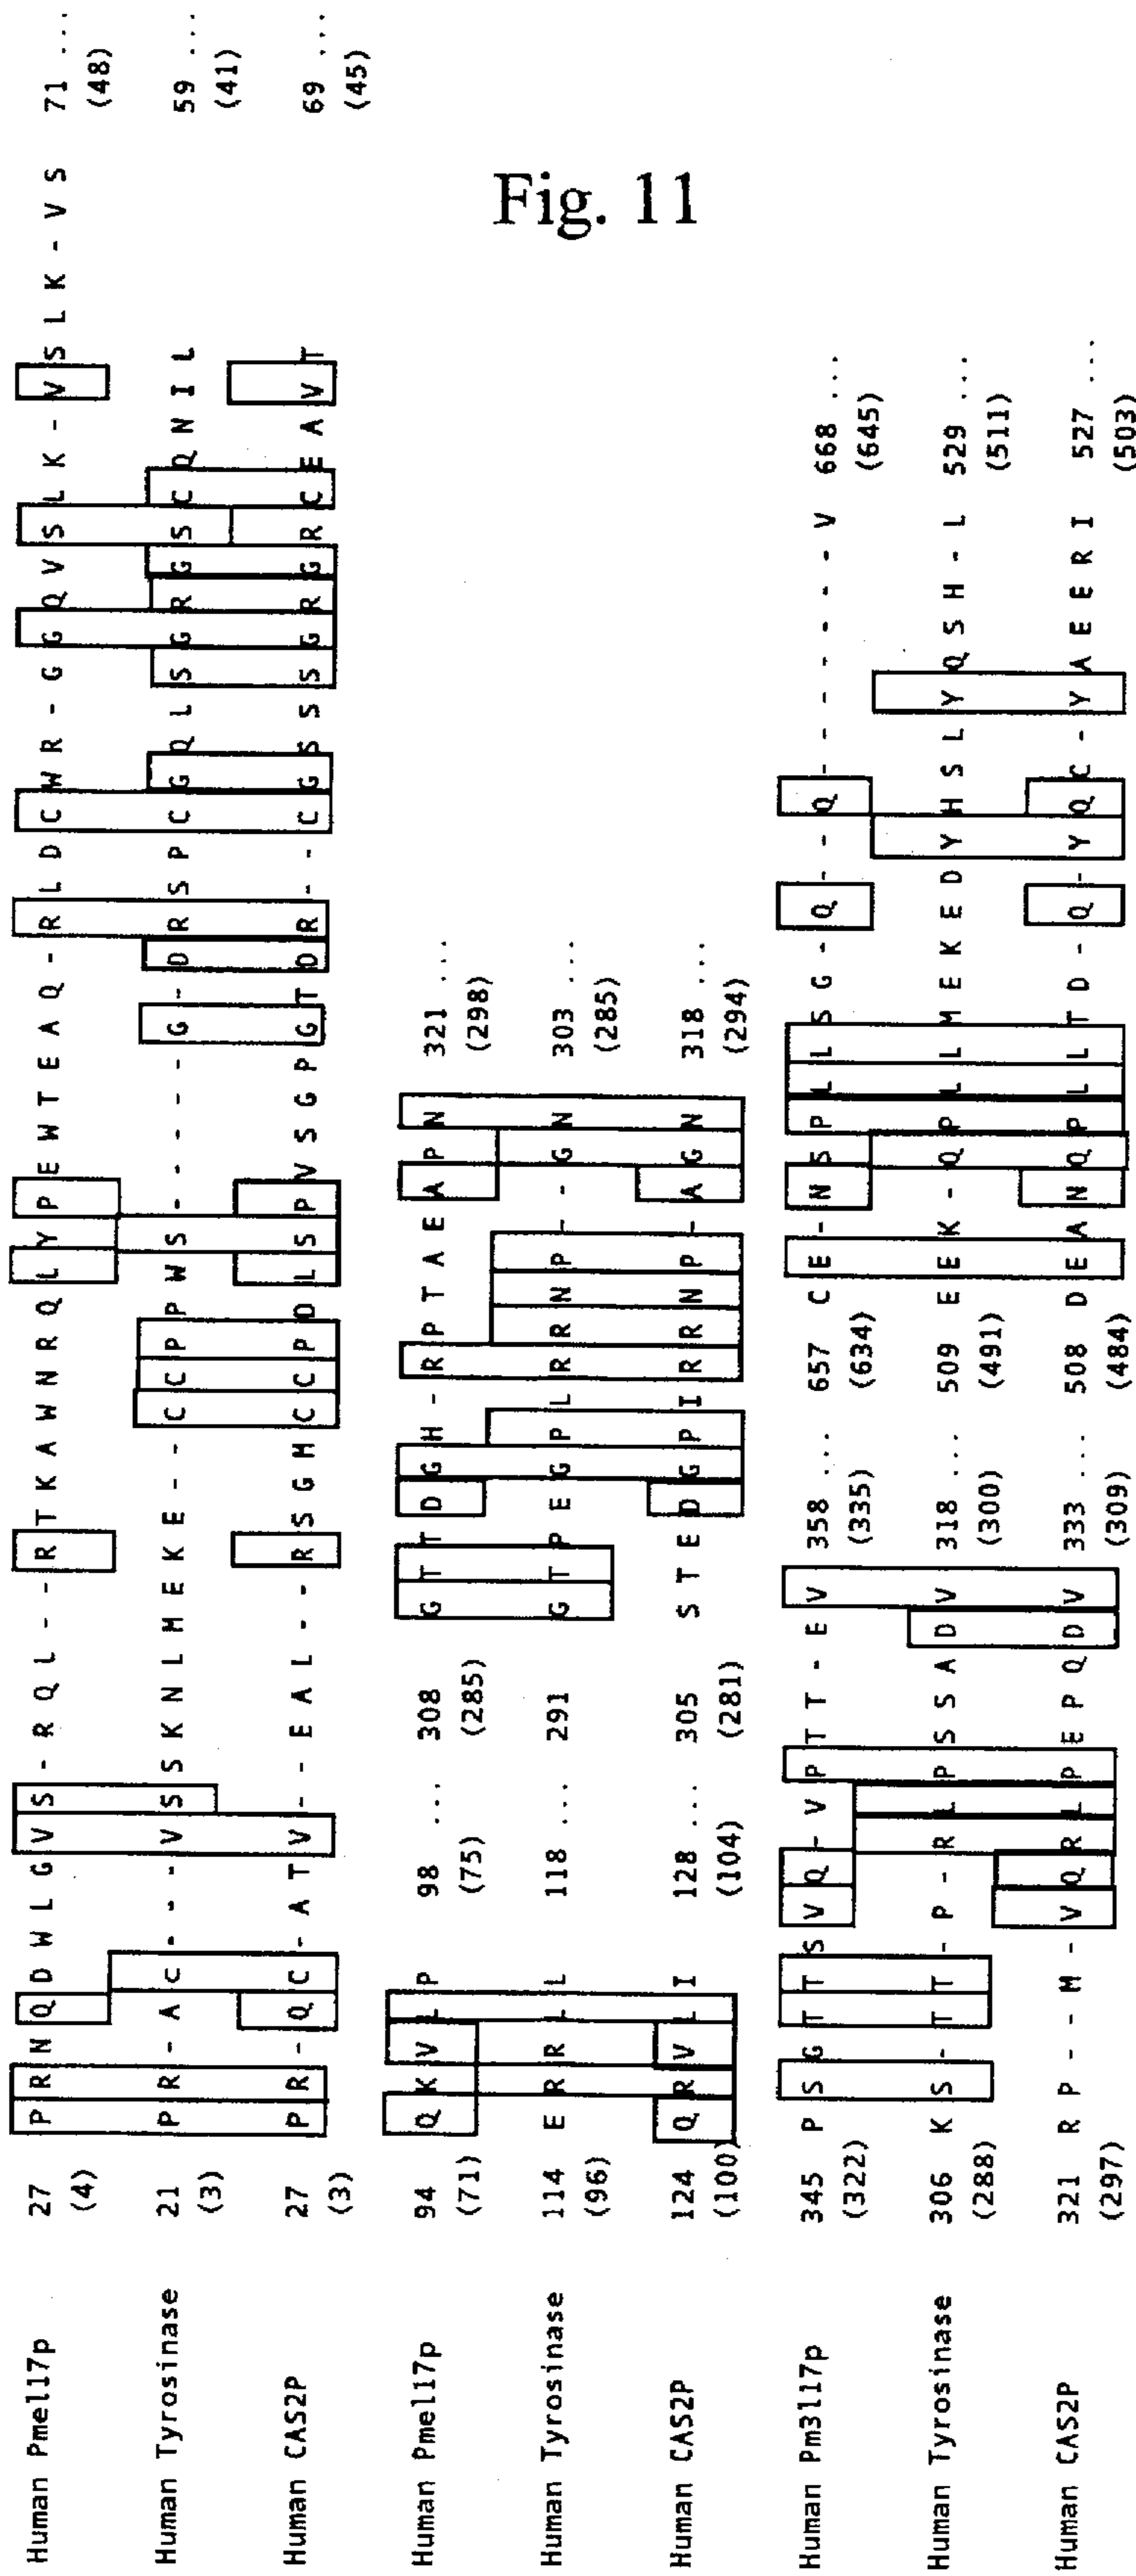 Human Pmel17p 27 P R N Q D W L G V S - R Q L - - R T K A W N R Q L Y P E W T E A Q - R L D C W R - G G Q V S L K - V S L K - V S 71 ...
(4) (48)
Human Tyrosinase 21 P R - A C - - - V S S K N L M E K E - - C C P P W S - - - - - G - D R S P C G Q L S G R G S C Q N I L 59 ...
(3) (41)
Human CAS2P 27 P R - Q C - A T V - - E A L - - R S G M C C P D L S P V S G P G T D R - - C G S S S G R G R C E A V T 69 ...
(3) (45)
Human Pmel17p 94 Q K V L P 98 ... 308 G T T D G H - R P T A E A P N 321 ...
(71) (75) (285) (298)
Human Tyrosinase 114 E R R L L 118 ... 291 G T P E G P L R R N P - - G N 303 ...
(96) (285)
Human CAS2P 124 Q R V L I 128 ... 305 S T E D G P I R R N P - A G N 318 ...
(100) (104) (281) (294)
Human Pm3l17p 345 P S G T T S V Q - V P T T - E V 358 ... 657 C E - N S P L L S G - Q - - Q - - - - - - - V 668 ...
(322) (335) (634) (645)
Human Tyrosinase 306 K S - T T - P - R L P S S A D V 318 ... 509 E E K - Q P L L M E K E D Y H S L Y Q S H - L 529 ...
(288) (300) (491) (511)
Human CAS2P 321 R P - - M - V Q R L P E P Q D V 333 ... 508 D E A N Q P L L T D - Q - Y Q C - Y A E E R I 527 ...
(297) (309) (484) (503)
Fig. 11